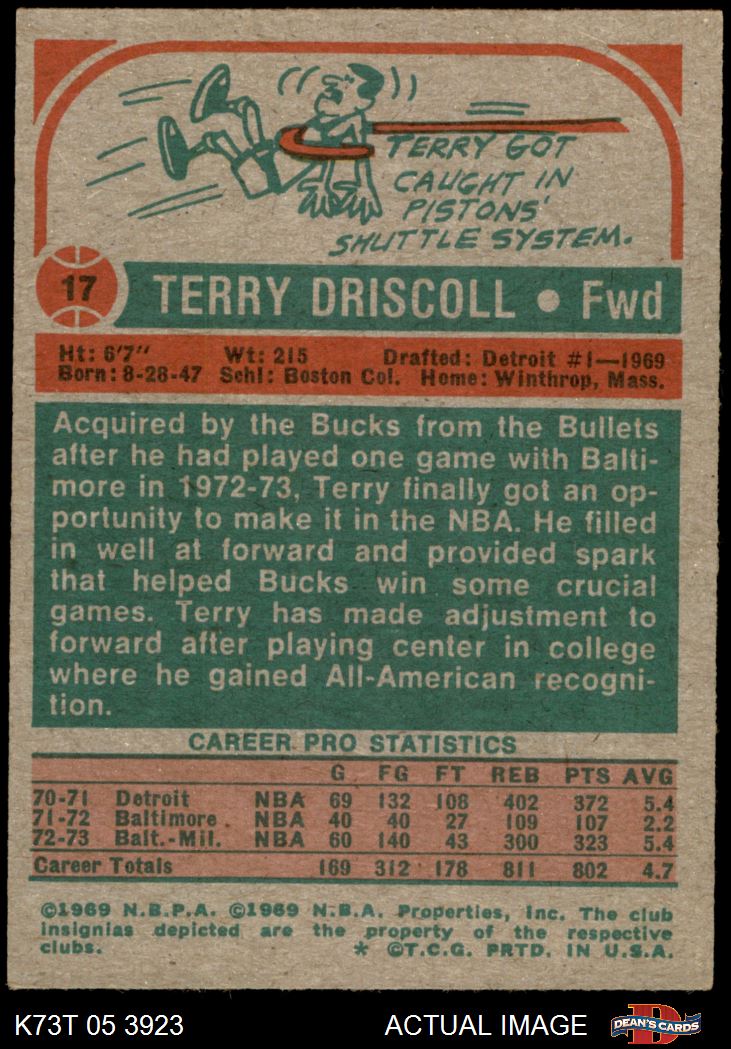 TERRY GOT
CAUGHT IN
PISTONS'
SHUTTLE SYSTEM.
17 TERRY DRISCOLL • Fwd
Ht: 6'7" Wt: 215 Drafted: Detroit #1—1969
Born: 8-28-47 Schl: Boston Col. Home: Winthrop, Mass.
Acquired by the Bucks from the Bullets
after he had played one game with Balti-
more in 1972-73, Terry finally got an op-
portunity to make it in the NBA. He filled
in well at forward and provided spark
that helped Bucks win some crucial
games. Terry has made adjustment to
forward after playing center in college
where he gained All-American recogni-
tion.
CAREER PRO STATISTICS
G FG FT REB PTS AVG
70-71 Detroit NBA 69 132 108 402 372 5.4
71-72 Baltimore NBA 40 40 27 109 107 2.2
72-73 Balt.-Mil. NBA 60 140 43 300 323 5.4
Career Totals 169 312 178 811 802 4.7
©1969 N.B.P.A. ©1969 N.B.A. Properties, Inc. The club
insignias depicted are the property of the respective
clubs. * ©T.C.G. PRTD. IN U.S.A.
K73T 05 3923 ACTUAL IMAGE DEAN'S CARDS